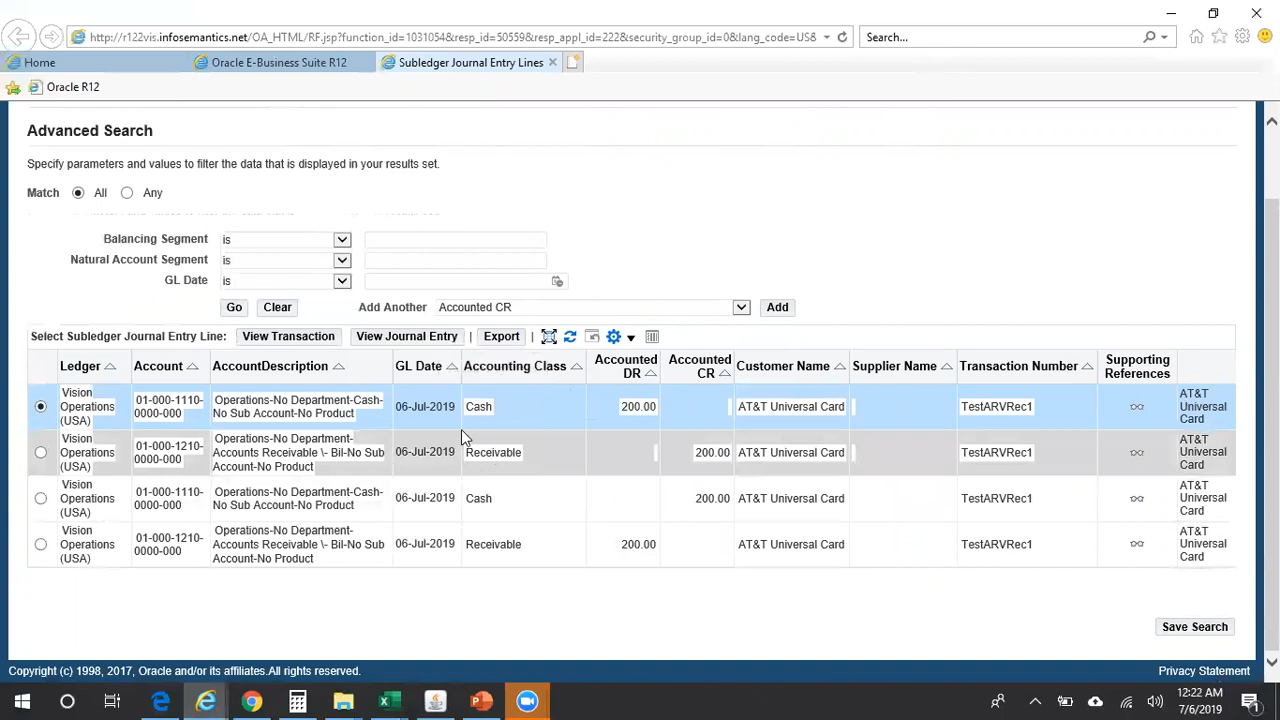 http://r122vis.infosemantics.net/OA_HTML/RF.jsp?function_id=1031054&resp_id=50559&resp_appl_id=222&security_group_id=0&lang_code=US&
Search...
Home
Oracle E-Business Suite R12
Subledger Journal Entry Lines
Oracle R12
Advanced Search
Specify parameters and values to filter the data that is displayed in your results set.
Match All Any
Balancing Segment is
Natural Account Segment is
GL Date is
Go Clear Add Another Accounted CR Add
Select Subledger Journal Entry Line: View Transaction View Journal Entry | Export |
Ledger Account AccountDescription GL Date Accounting Class Accounted DR Accounted CR Customer Name Supplier Name Transaction Number Supporting References
Vision Operations (USA) 01-000-1110-0000-000 Operations-No Department-Cash-No Sub Account-No Product 06-Jul-2019 Cash 200.00 AT&T Universal Card TestARVRec1 AT&T Universal Card
Vision Operations (USA) 01-000-1210-0000-000 Operations-No Department-Accounts Receivable \- Bil-No Sub Account-No Product 06-Jul-2019 Receivable 200.00 AT&T Universal Card TestARVRec1 AT&T Universal Card
Vision Operations (USA) 01-000-1110-0000-000 Operations-No Department-Cash-No Sub Account-No Product 06-Jul-2019 Cash 200.00 AT&T Universal Card TestARVRec1 AT&T Universal Card
Vision Operations (USA) 01-000-1210-0000-000 Operations-No Department-Accounts Receivable \- Bil-No Sub Account-No Product 06-Jul-2019 Receivable 200.00 AT&T Universal Card TestARVRec1 AT&T Universal Card
Save Search
Copyright (c) 1998, 2017, Oracle and/or its affiliates.All rights reserved.
Privacy Statement
12:22 AM
7/6/2019